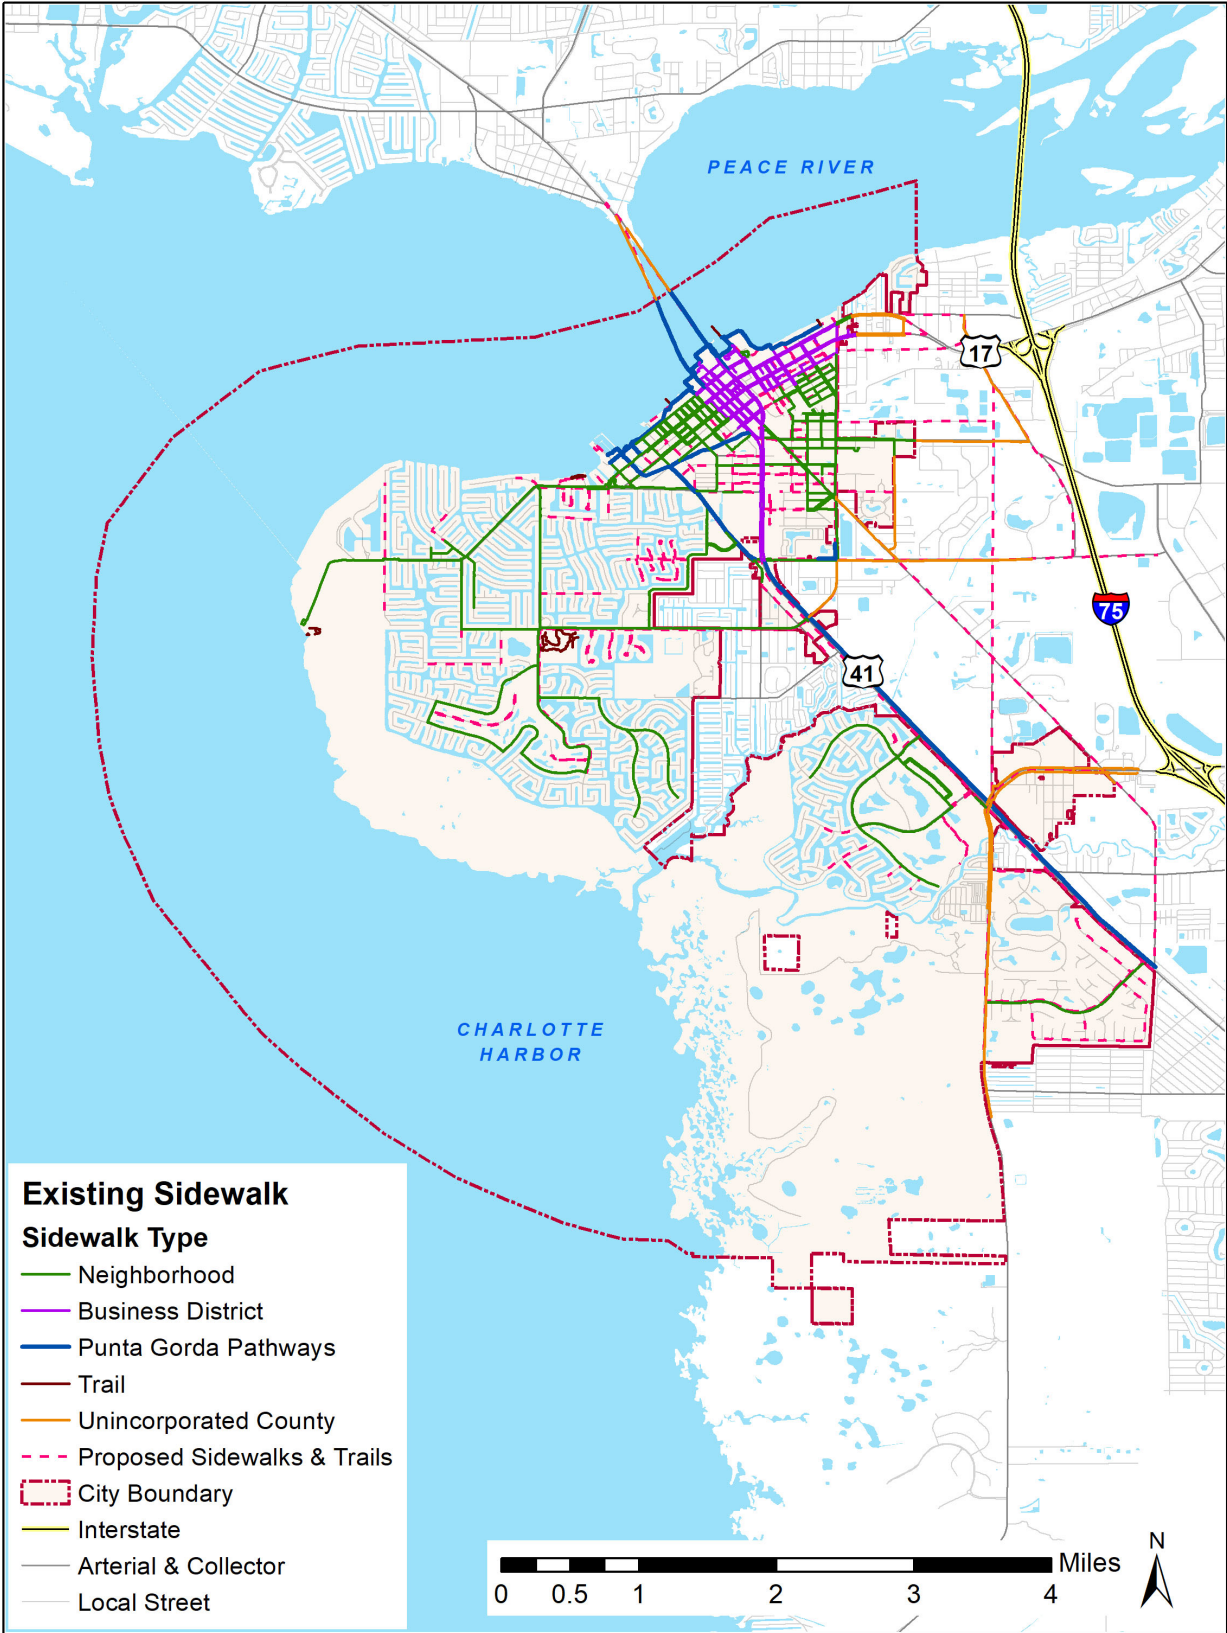 PEACE RIVER
17
75
41
CHARLOTTE
HARBOR
Existing Sidewalk
Sidewalk Type
Neighborhood
Business District
Punta Gorda Pathways
Trail
Unincorporated County
Proposed Sidewalks & Trails
City Boundary
Interstate
Arterial & Collector
Local Street
N
Miles
0 0.5 1 2 3 4